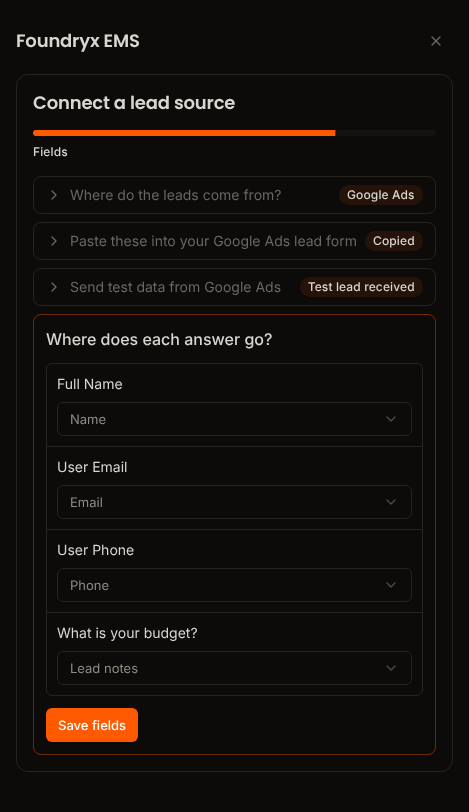 Foundryx EMS
Connect a lead source
Fields
Where do the leads come from?
Google Ads
Paste these into your Google Ads lead form
Copied
Send test data from Google Ads
Test lead received
Where does each answer go?
Full Name
Name
User Email
Email
User Phone
Phone
What is your budget?
Lead notes
Save fields